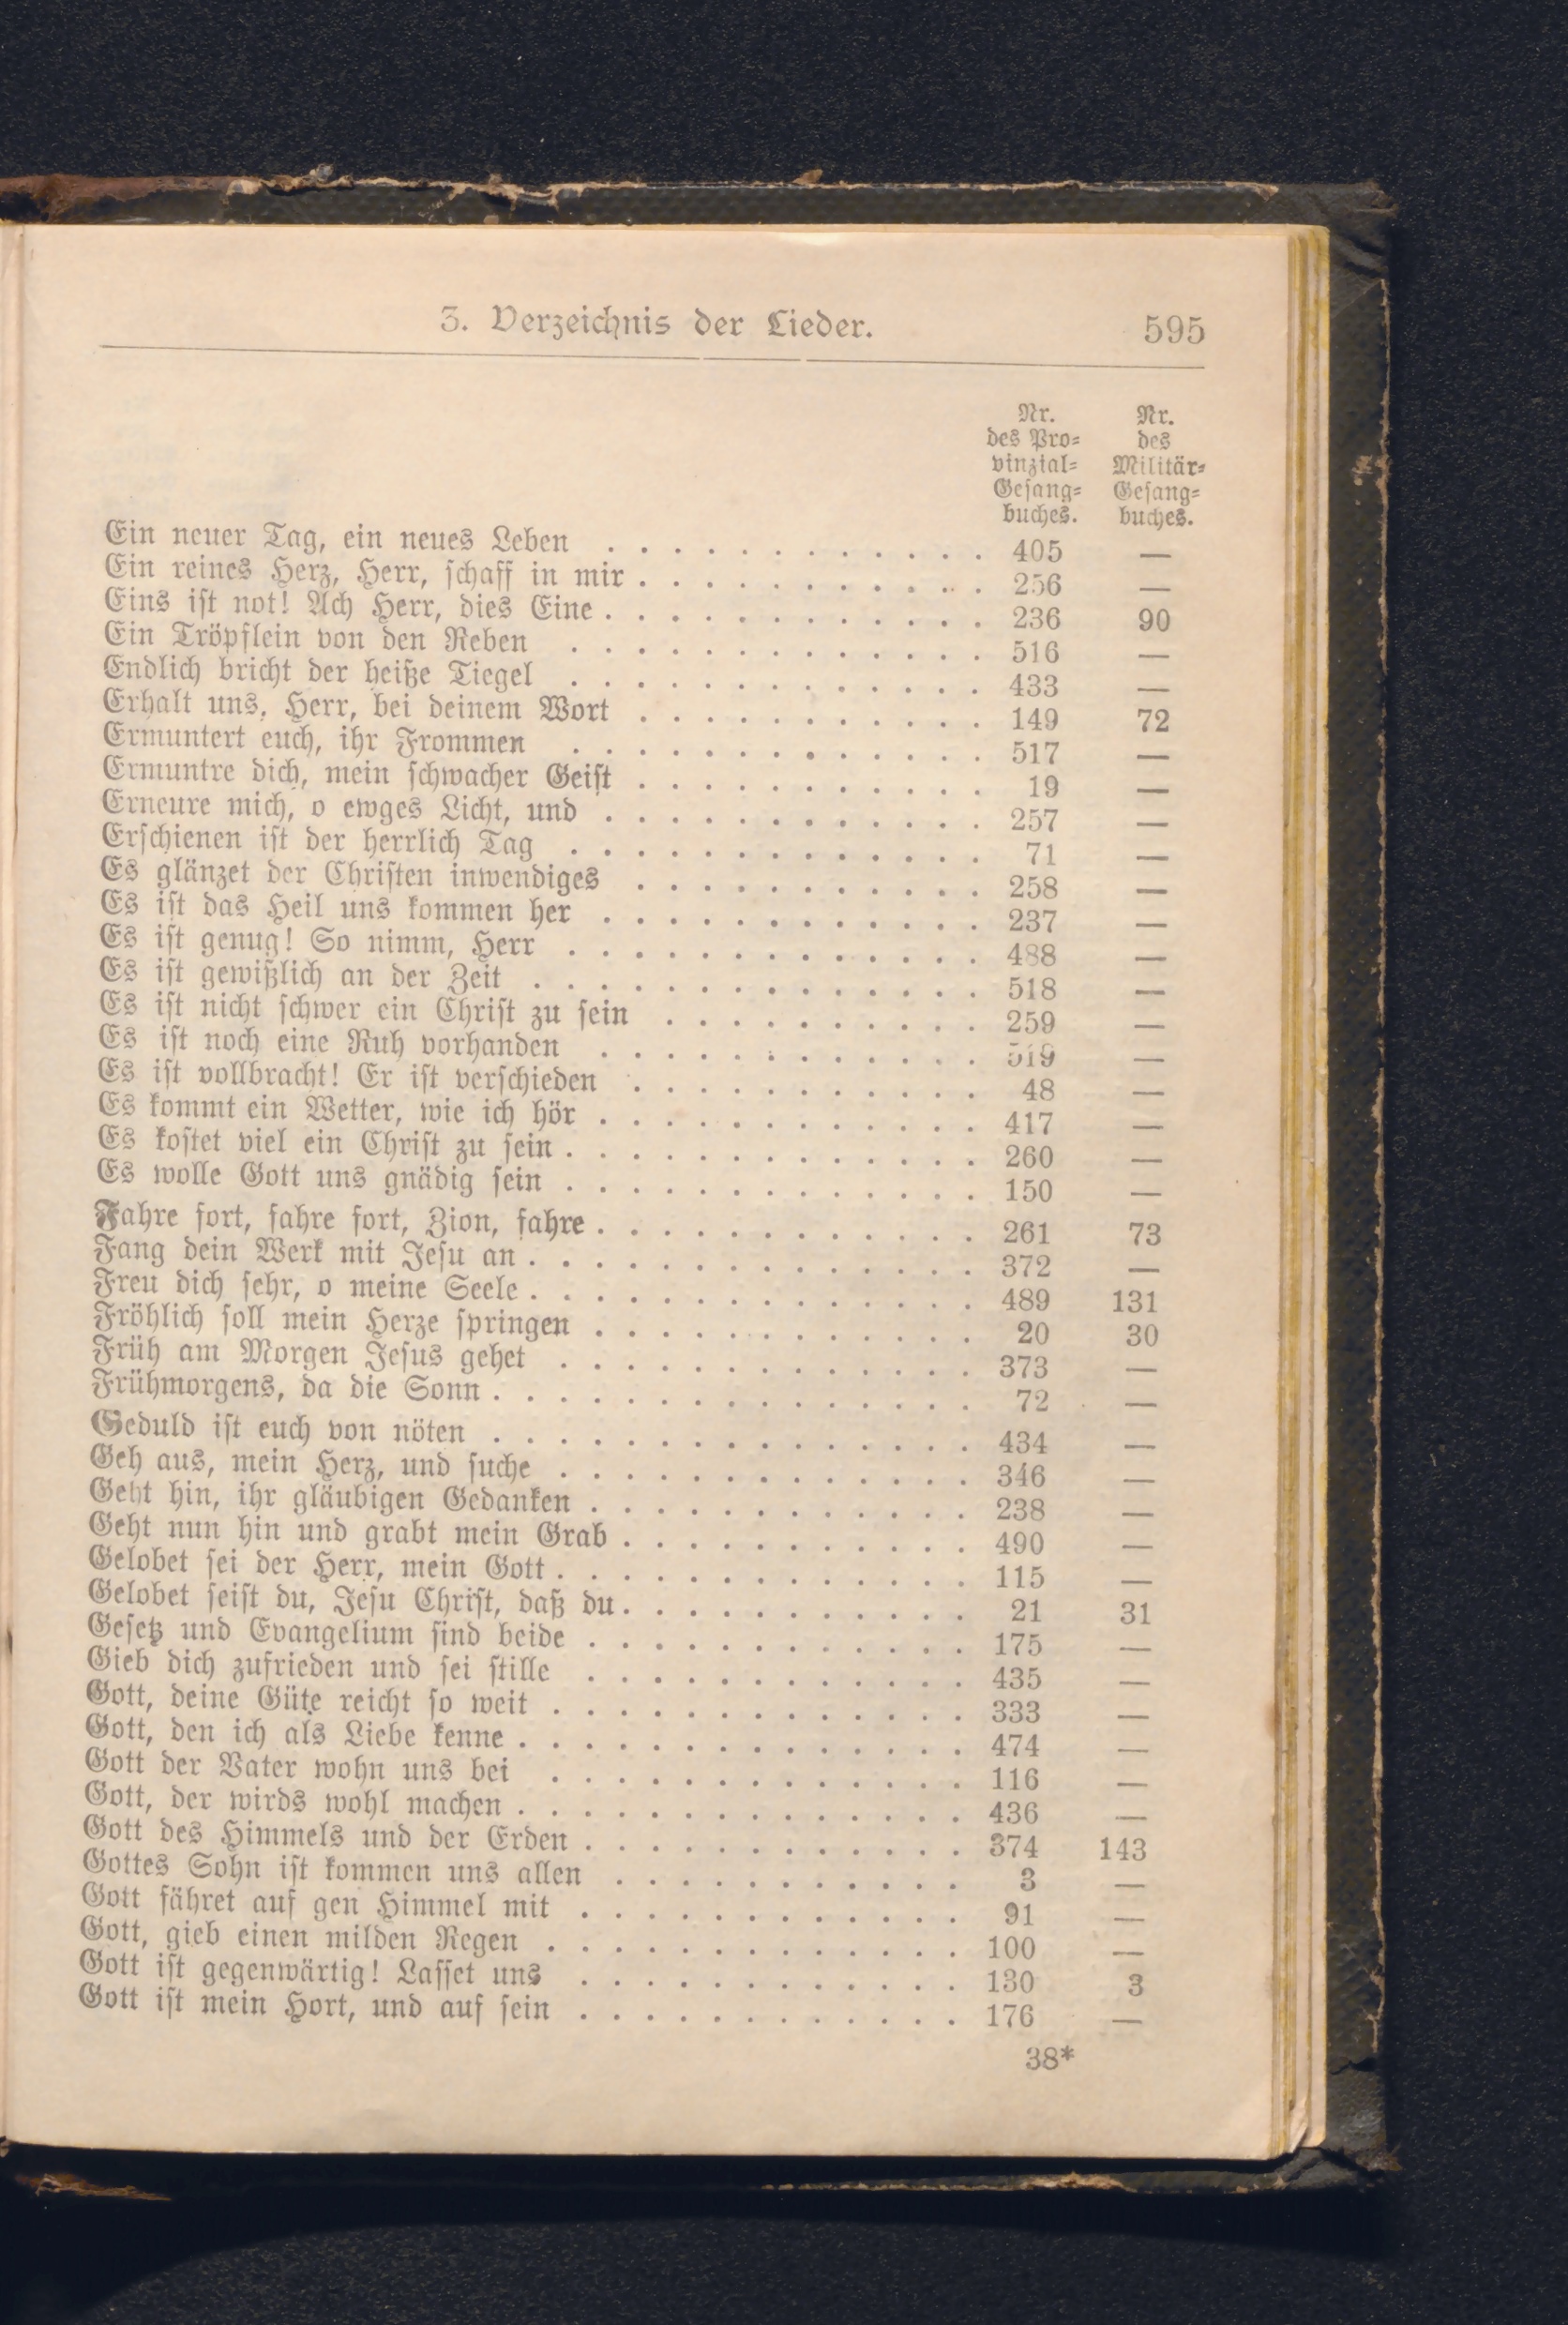 3. Verzeichnis der Lieder. 595
Nr. Nr.
des Pro= des
vinzial= Militär=
Gesang= Gesang=
buches. buches.
Ein neuer Tag, ein neues Leben . . . . . . . . . . . . 405 —
Ein reines Herz, Herr, schaff in mir . . . . . . . . . . . 256 —
Eins ist not! Ach Herr, dies Eine . . . . . . . . . . . . 236 90
Ein Tröpflein von den Reben . . . . . . . . . . . . . 516 —
Endlich bricht der heiße Tiegel . . . . . . . . . . . . . 433 —
Erhalt uns, Herr, bei deinem Wort . . . . . . . . . . . 149 72
Ermuntert euch, ihr Frommen . . . . . . . . . . . . . 517 —
Ermuntre dich, mein schwacher Geist . . . . . . . . . . . 19 —
Erneure mich, o ewges Licht, und . . . . . . . . . . . . 257 —
Erschienen ist der herrlich Tag . . . . . . . . . . . . . 71 —
Es glänzet der Christen inwendiges . . . . . . . . . . . 258 —
Es ist das Heil uns kommen her . . . . . . . . . . . . 237 —
Es ist genug! So nimm, Herr . . . . . . . . . . . . . 488 —
Es ist gewißlich an der Zeit . . . . . . . . . . . . . . 518 —
Es ist nicht schwer ein Christ zu sein . . . . . . . . . . 259 —
Es ist noch eine Ruh vorhanden . . . . . . . . . . . . 519 —
Es ist vollbracht! Er ist verschieden . . . . . . . . . . . 48 —
Es kommt ein Wetter, wie ich hör . . . . . . . . . . . . 417 —
Es kostet viel ein Christ zu sein . . . . . . . . . . . . . 260 —
Es wolle Gott uns gnädig sein . . . . . . . . . . . . . 150 —
Fahre fort, fahre fort, Zion, fahre . . . . . . . . . . . . 261 73
Fang dein Werk mit Jesu an . . . . . . . . . . . . . . 372 —
Freu dich sehr, o meine Seele . . . . . . . . . . . . . . 489 131
Fröhlich soll mein Herze springen . . . . . . . . . . . . 20 30
Früh am Morgen Jesus gehet . . . . . . . . . . . . . 373 —
Frühmorgens, da die Sonn . . . . . . . . . . . . . . . 72 —
Geduld ist euch von nöten . . . . . . . . . . . . . . . 434 —
Geh aus, mein Herz, und suche . . . . . . . . . . . . . 346 —
Geht hin, ihr gläubigen Gedanken . . . . . . . . . . . . 238 —
Geht nun hin und grabt mein Grab . . . . . . . . . . . 490 —
Gelobet sei der Herr, mein Gott . . . . . . . . . . . . . 115 —
Gelobet seist du, Jesu Christ, daß du . . . . . . . . . . . 21 31
Gesetz und Evangelium sind beide . . . . . . . . . . . . 175 —
Gieb dich zufrieden und sei stille . . . . . . . . . . . . 435 —
Gott, deine Güte reicht so weit . . . . . . . . . . . . . 333 —
Gott, den ich als Liebe kenne . . . . . . . . . . . . . . 474 —
Gott der Vater wohn uns bei . . . . . . . . . . . . . 116 —
Gott, der wirds wohl machen . . . . . . . . . . . . . . 436 —
Gott des Himmels und der Erden . . . . . . . . . . . . 374 143
Gottes Sohn ist kommen uns allen . . . . . . . . . . . 3 —
Gott fähret auf gen Himmel mit . . . . . . . . . . . . 91 —
Gott, gieb einen milden Regen . . . . . . . . . . . . . 100 —
Gott ist gegenwärtig! Lasset uns . . . . . . . . . . . . 130 3
Gott ist mein Hort, und auf sein . . . . . . . . . . . . 176 —
38*